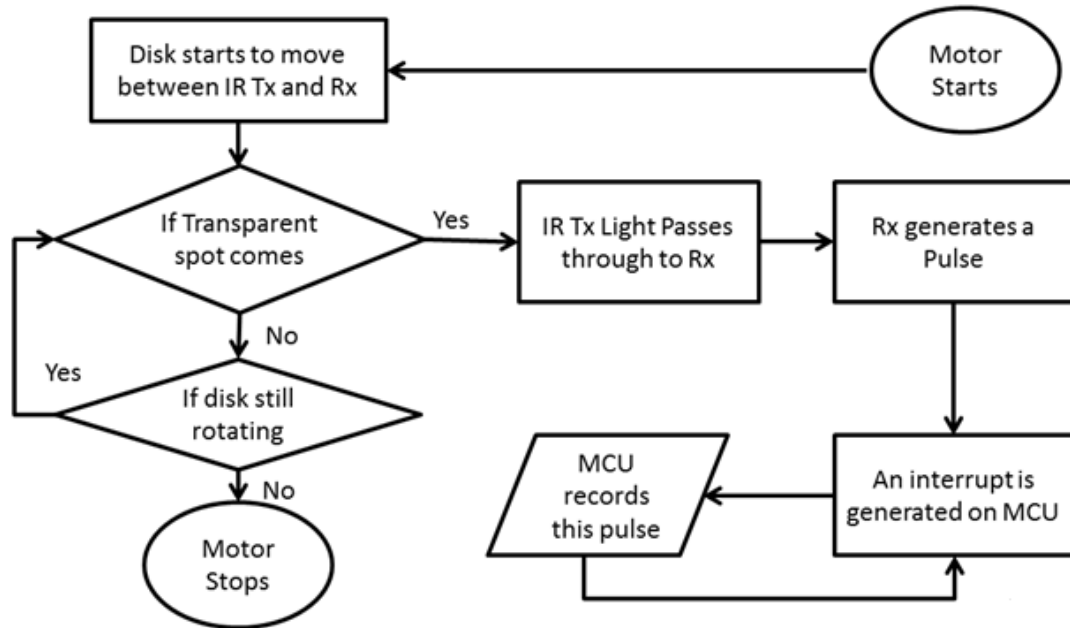 Disk starts to move
between IR Tx and Rx
Motor
Starts
If Transparent
spot comes
Yes
IR Tx Light Passes
through to Rx
Rx generates a
Pulse
No
Yes
If disk still
rotating
MCU
records
this pulse
An interrupt is
generated on MCU
No
Motor
Stops